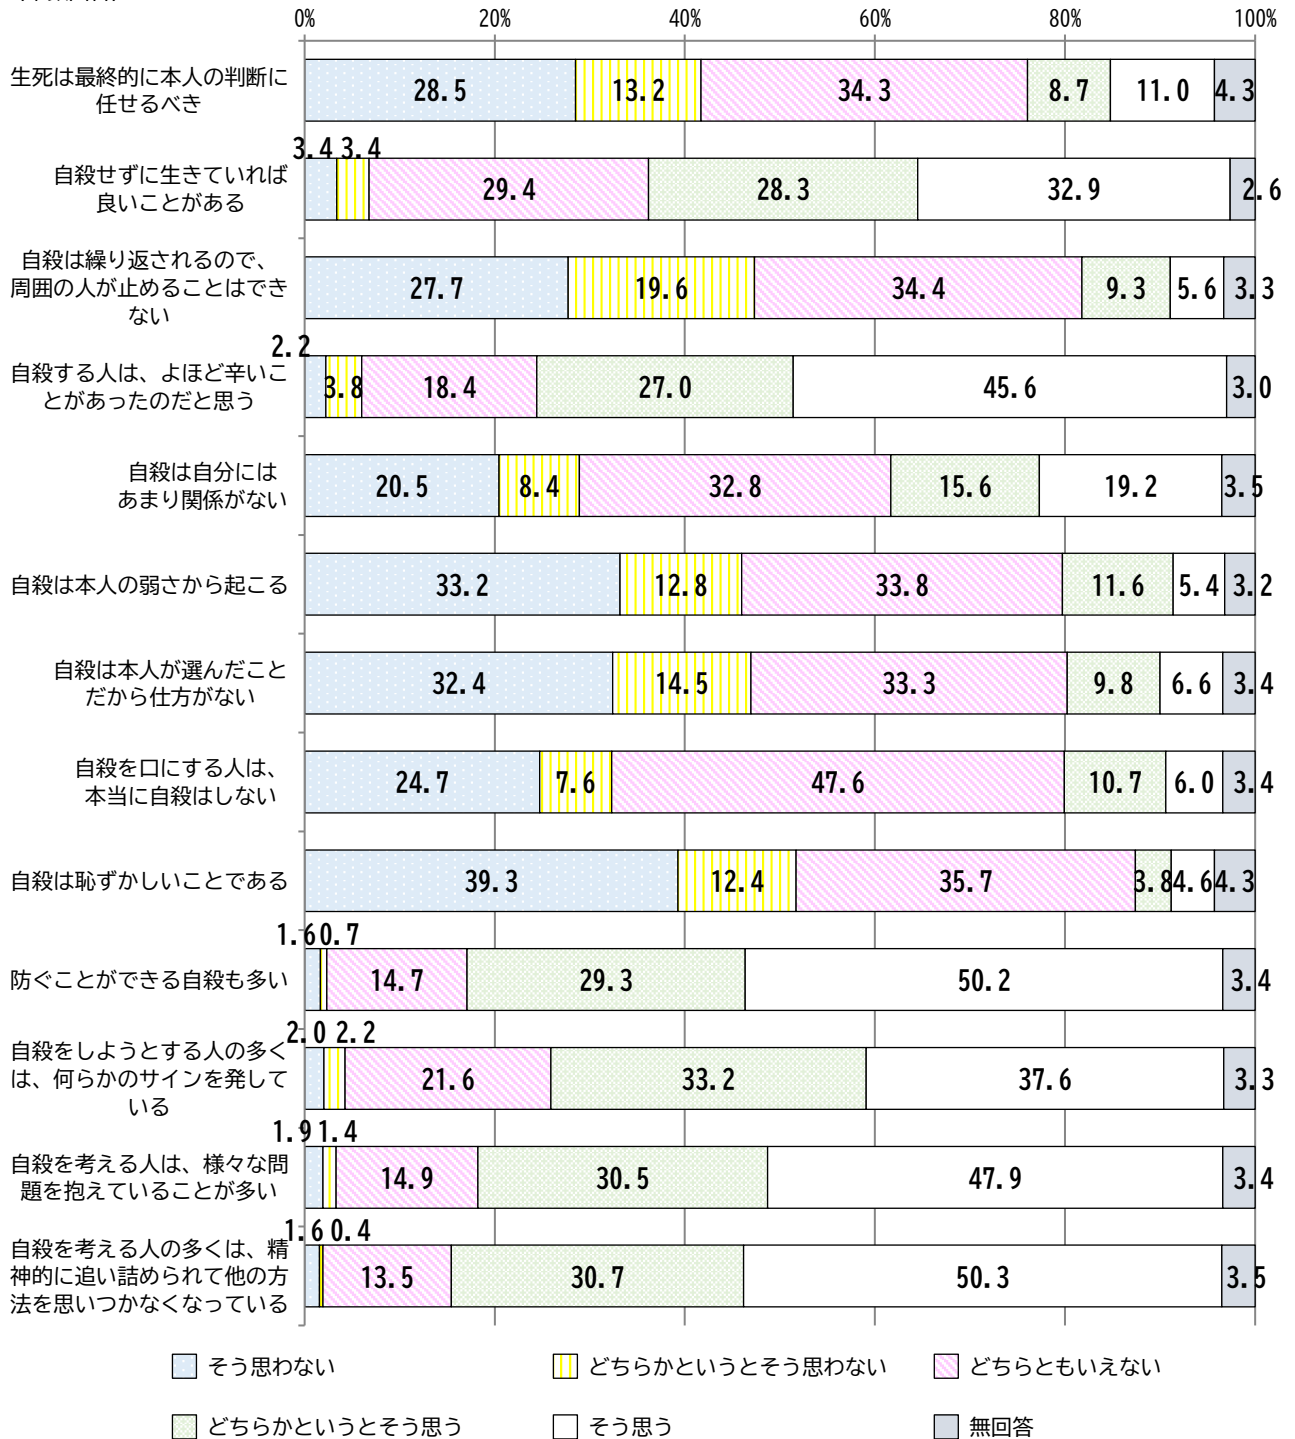 0% 20% 40% 60% 80% 100%
生死は最終的に本人の判断に
任せるべき
28.5 13.2 34.3 8.7 11.0 4.3
3.4 3.4
自殺せずに生きていれば
良いことがある
29.4 28.3 32.9 2.6
自殺は繰り返されるので、
周囲の人が止めることはでき
ない
27.7 19.6 34.4 9.3 5.6 3.3
2.2
自殺する人は、よほど辛いこ
とがあったのだと思う
3.8 18.4 27.0 45.6 3.0
自殺は自分には
あまり関係がない
20.5 8.4 32.8 15.6 19.2 3.5
自殺は本人の弱さから起こる
33.2 12.8 33.8 11.6 5.4 3.2
自殺は本人が選んだこと
だから仕方がない
32.4 14.5 33.3 9.8 6.6 3.4
自殺を口にする人は、
本当に自殺はしない
24.7 7.6 47.6 10.7 6.0 3.4
自殺は恥ずかしいことである
39.3 12.4 35.7 3.8 4.6 4.3
1.6 0.7
防ぐことができる自殺も多い
14.7 29.3 50.2 3.4
2.0 2.2
自殺をしようとする人の多く
は、何らかのサインを発して
いる
21.6 33.2 37.6 3.3
1.9 1.4
自殺を考える人は、様々な問
題を抱えていることが多い
14.9 30.5 47.9 3.4
1.6 0.4
自殺を考える人の多くは、精
神的に追い詰められて他の方
法を思いつかなくなっている
13.5 30.7 50.3 3.5
そう思わない どちらかというとそう思わない どちらともいえない
どちらかというとそう思う そう思う 無回答